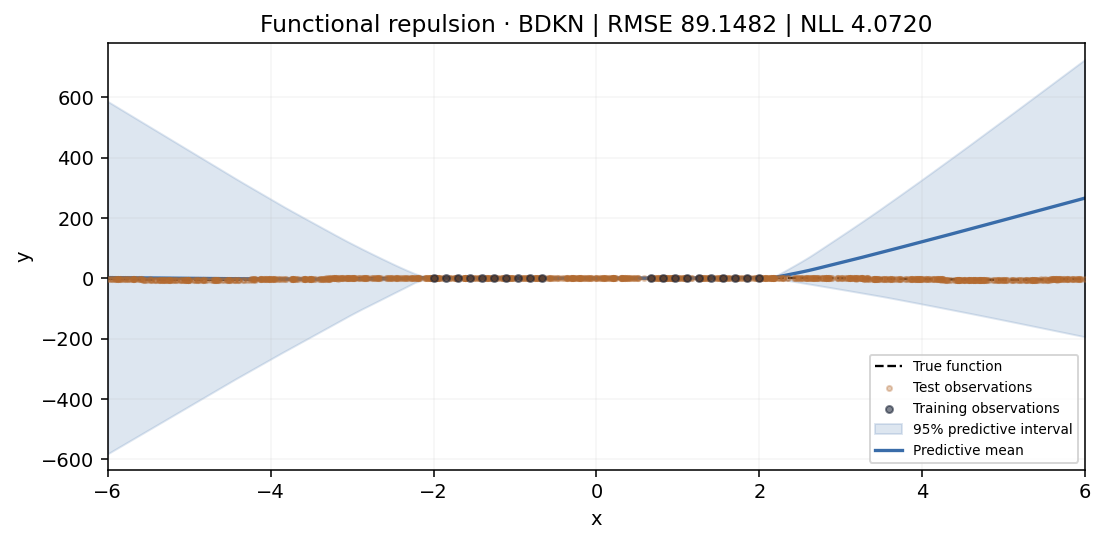 Functional repulsion · BDKN | RMSE 89.1482 | NLL 4.0720
y
600
400
200
0
−200
−400
−600
−6
−4
−2
0
2
4
6
x
True function
Test observations
Training observations
95% predictive interval
Predictive mean